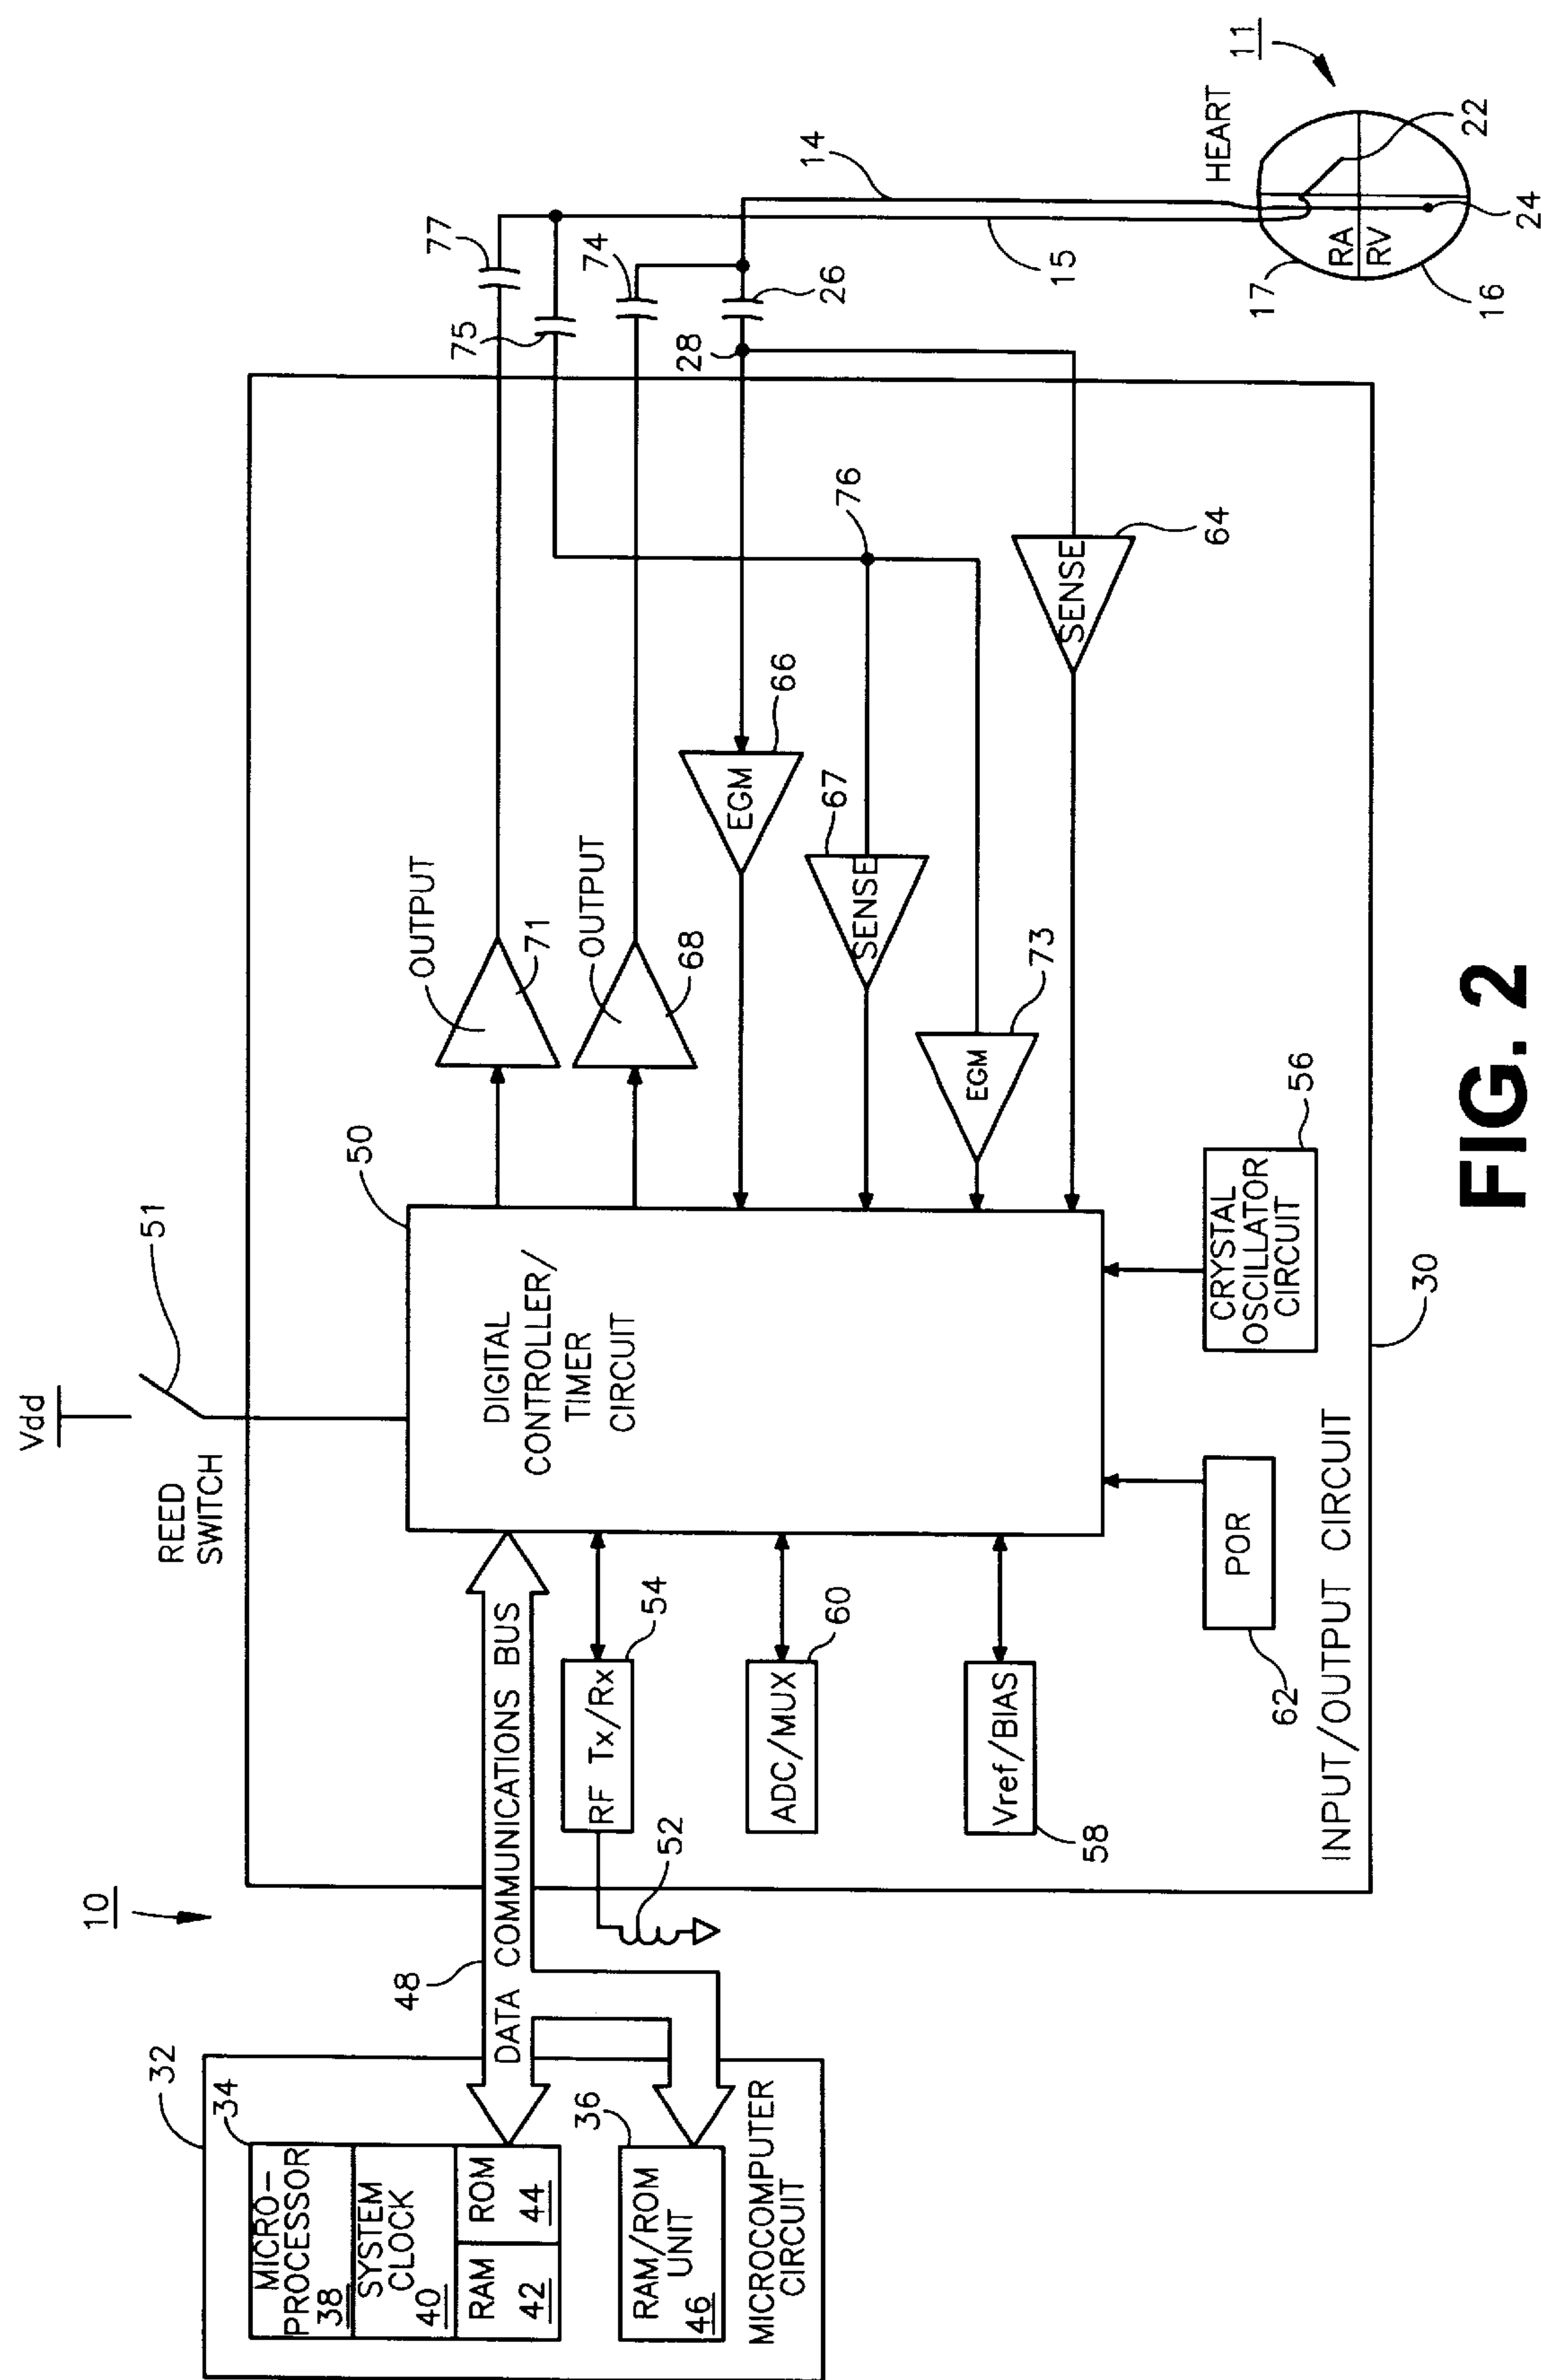 10
32
34
MICRO-
PROCESSOR
38
SYSTEM
CLOCK
40
RAM
42
ROM
44
36
RAM/ROM
UNIT
46
MICROCOMPUTER
CIRCUIT
48
DATA COMMUNICATIONS BUS
52
RF Tx/Rx
54
ADC/MUX
60
Vref/BIAS
58
POR
62
INPUT/OUTPUT CIRCUIT
30
Vdd
REED
SWITCH
51
50
DIGITAL
CONTROLLER/
TIMER
CIRCUIT
CRYSTAL
OSCILLATOR
CIRCUIT
56
OUTPUT
71
OUTPUT
68
EGM
66
SENSE
67
EGM
73
SENSE
64
76
28
26
74
75
77
14
15
HEART
11
17
RA
RV
16
22
24
FIG. 2